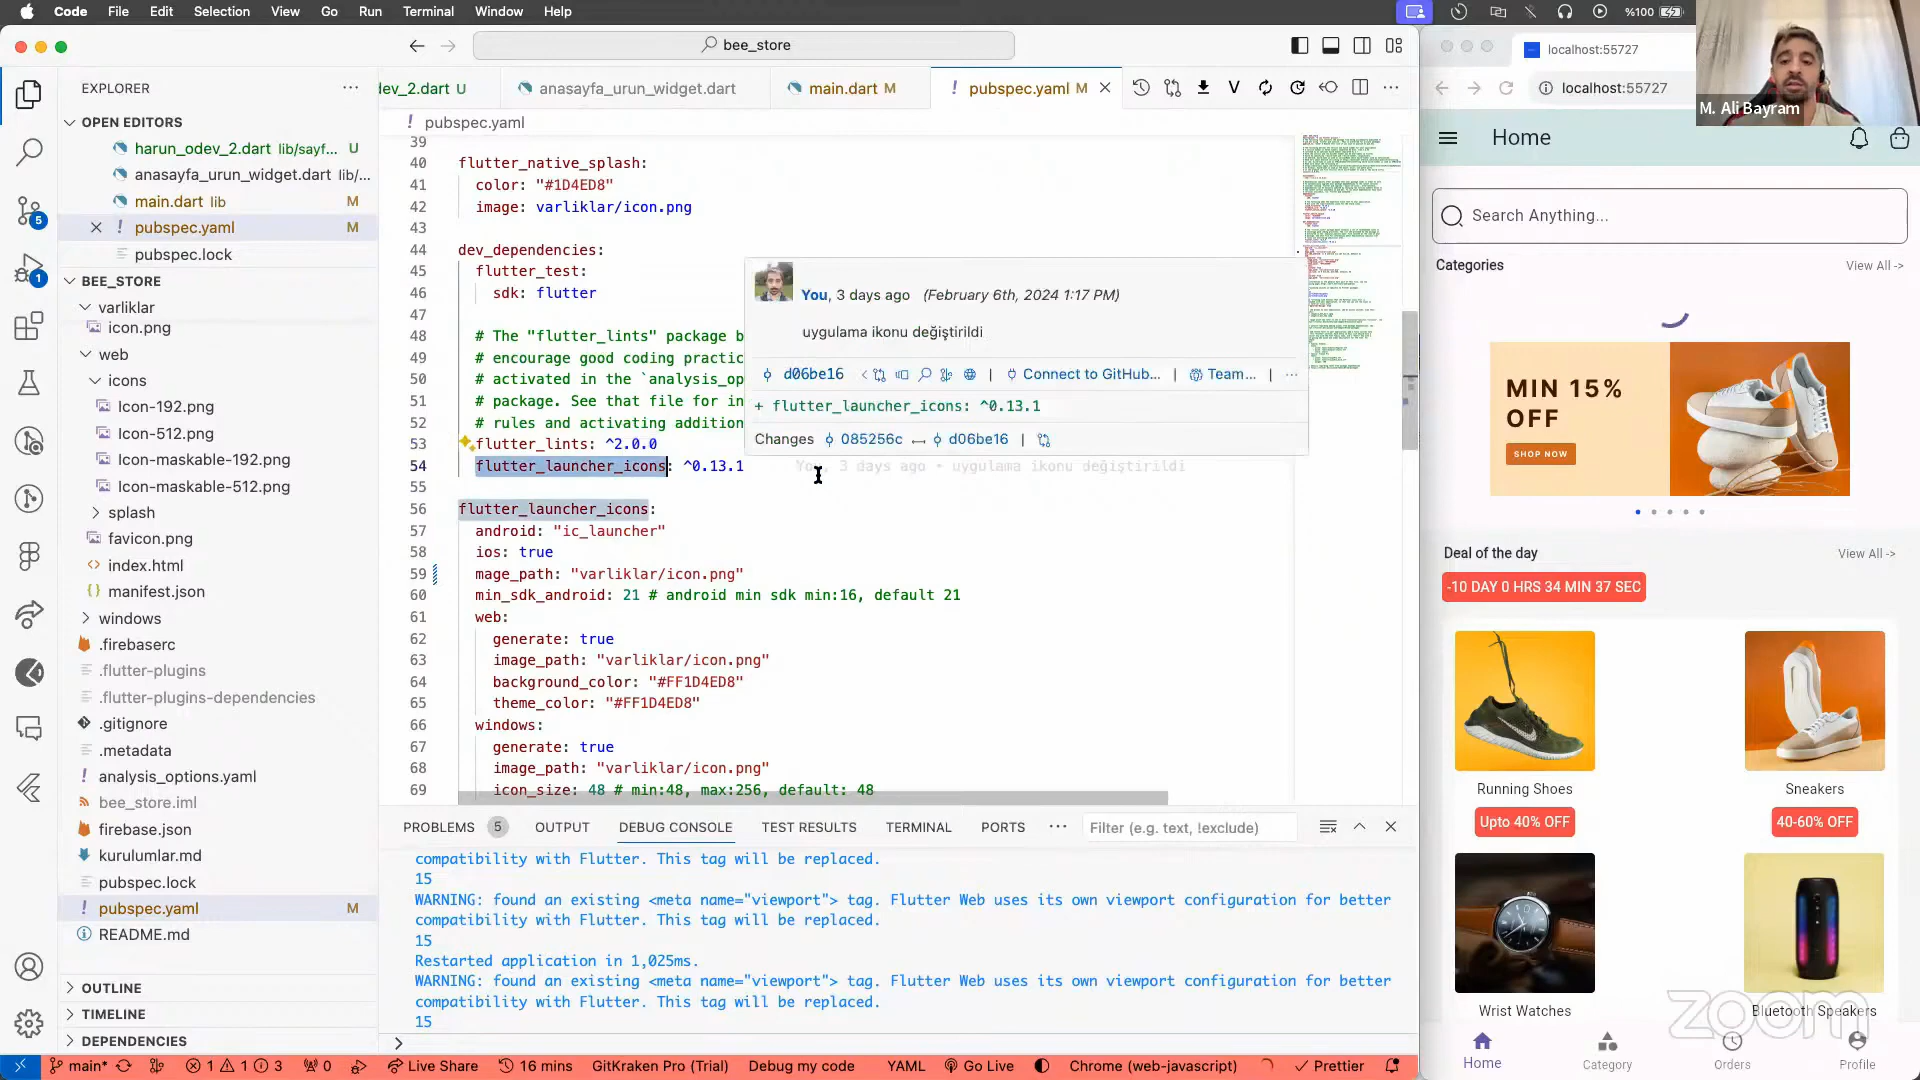 Code File Edit Selection View Go Run Terminal Window Help %100
bee_store
localhost:55727
M. Ali Bayram
EXPLORER
OPEN EDITORS
harun_odev_2.dart lib/sayf... U
anasayfa_urun_widget.dart lib/...
main.dart lib M
pubspec.yaml M
pubspec.lock
BEE_STORE
varliklar
icon.png
web
icons
Icon-192.png
Icon-512.png
Icon-maskable-192.png
Icon-maskable-512.png
splash
favicon.png
index.html
manifest.json
windows
.firebaserc
.flutter-plugins
.flutter-plugins-dependencies
.gitignore
.metadata
analysis_options.yaml
bee_store.iml
firebase.json
kurulumlar.md
pubspec.lock
pubspec.yaml M
README.md
OUTLINE
TIMELINE
DEPENDENCIES
dev_2.dart U anasayfa_urun_widget.dart main.dart M pubspec.yaml M
pubspec.yaml
39
40 flutter_native_splash:
41 color: "#1D4ED8"
42 image: varliklar/icon.png
43
44 dev_dependencies:
45 flutter_test:
46 sdk: flutter
47
48 # The "flutter_lints" package b
49 # encourage good coding practic
50 # activated in the `analysis_op
51 # package. See that file for in
52 # rules and activating addition
53 flutter_lints: ^2.0.0
54 flutter_launcher_icons: ^0.13.1 You, 3 days ago • uygulama ikonu değiştirildi
55
56 flutter_launcher_icons:
57 android: "ic_launcher"
58 ios: true
59 mage_path: "varliklar/icon.png"
60 min_sdk_android: 21 # android min sdk min:16, default 21
61 web:
62 generate: true
63 image_path: "varliklar/icon.png"
64 background_color: "#FF1D4ED8"
65 theme_color: "#FF1D4ED8"
66 windows:
67 generate: true
68 image_path: "varliklar/icon.png"
69 icon_size: 48 # min:48, max:256, default: 48
You, 3 days ago (February 6th, 2024 1:17 PM)
uygulama ikonu değiştirildi
d06be16 | Connect to GitHub... | Team... | ...
+ flutter_launcher_icons: ^0.13.1
Changes 085256c d06be16 |
PROBLEMS 5 OUTPUT DEBUG CONSOLE TEST RESULTS TERMINAL PORTS ... Filter (e.g. text, !exclude)
compatibility with Flutter. This tag will be replaced.
15
WARNING: found an existing <meta name="viewport"> tag. Flutter Web uses its own viewport configuration for better
compatibility with Flutter. This tag will be replaced.
15
Restarted application in 1,025ms.
WARNING: found an existing <meta name="viewport"> tag. Flutter Web uses its own viewport configuration for better
compatibility with Flutter. This tag will be replaced.
15
5
1
main* 1 1 3 0 Live Share 16 mins GitKraken Pro (Trial) Debug my code YAML Go Live Chrome (web-javascript) Prettier
localhost:55727
Home
Search Anything...
Categories View All ->
MIN 15%
OFF
SHOP NOW
Deal of the day View All ->
-10 DAY 0 HRS 34 MIN 37 SEC
Running Shoes Sneakers
Upto 40% OFF 40-60% OFF
Wrist Watches Bluetooth Speakers
zoom
Home Category Orders Profile